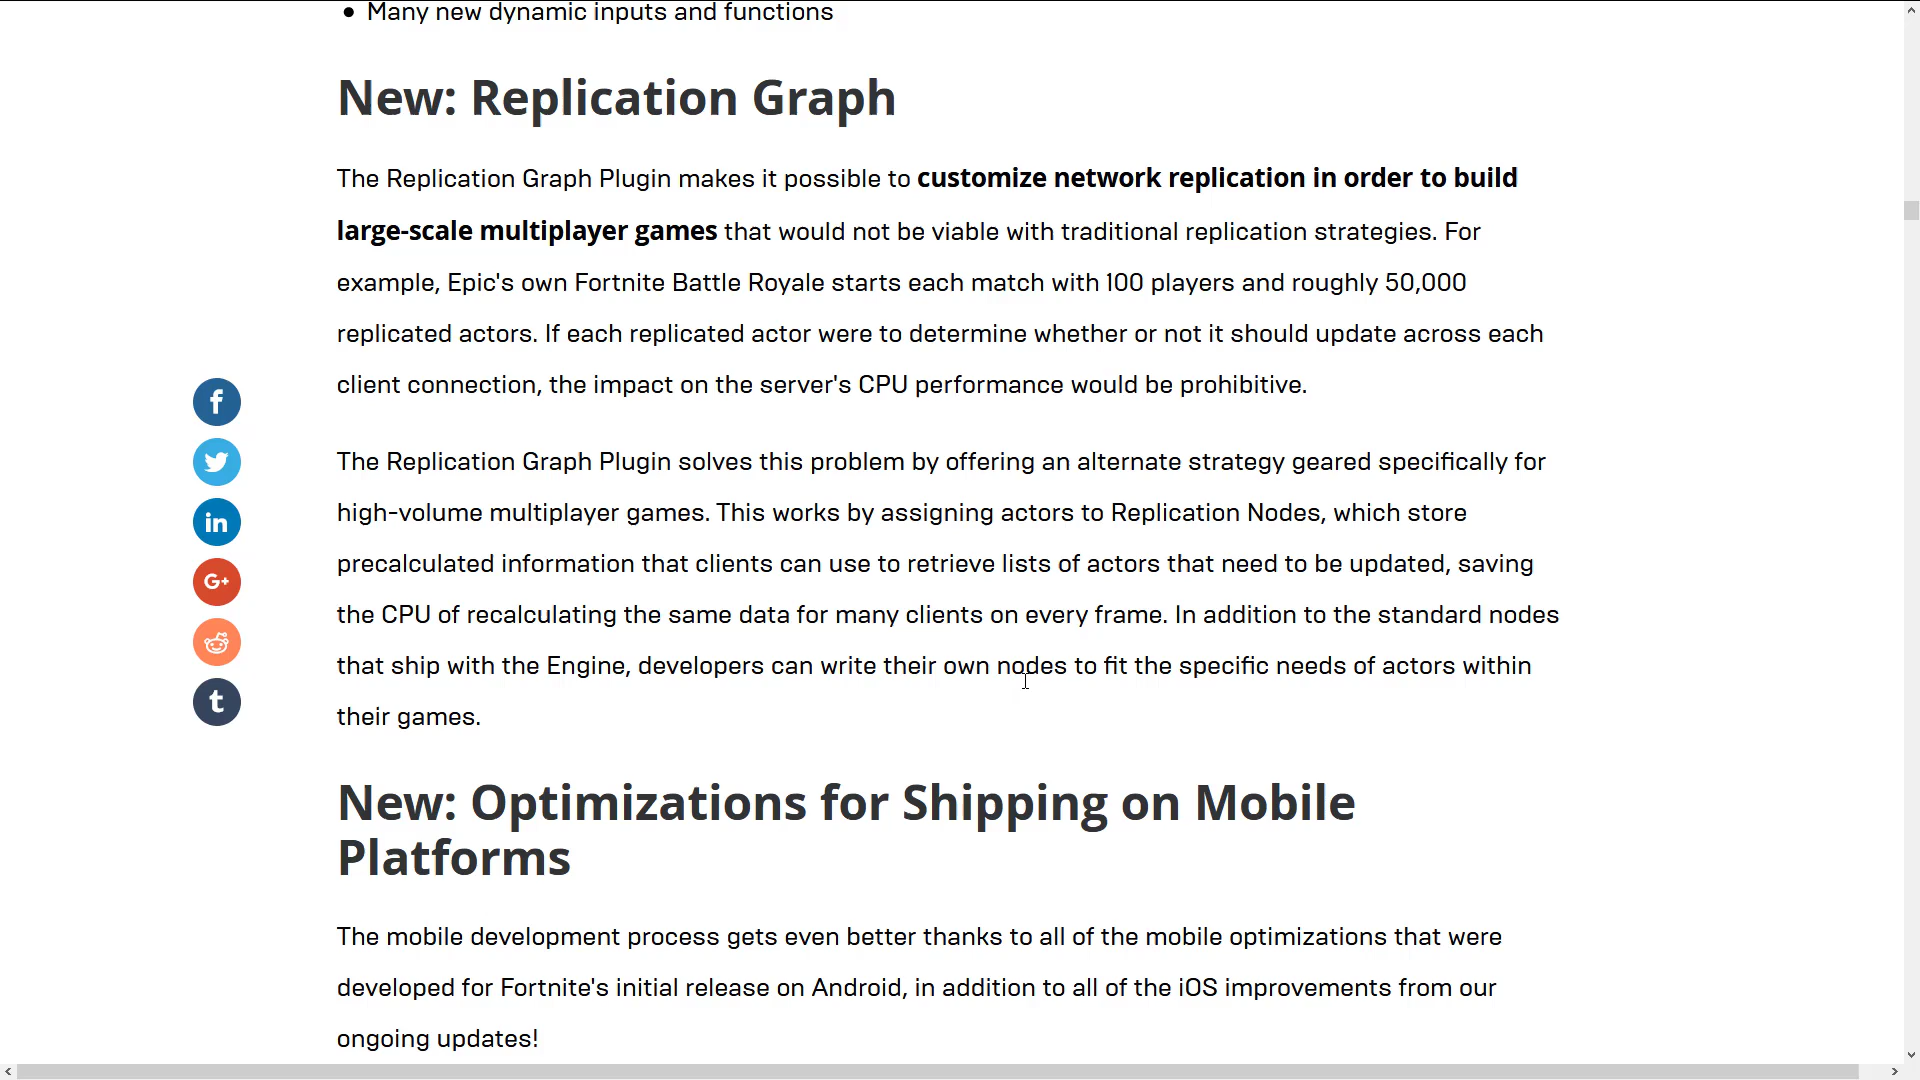 • Many new dynamic inputs and functions
New: Replication Graph
The Replication Graph Plugin makes it possible to customize network replication in order to build
large-scale multiplayer games that would not be viable with traditional replication strategies. For
example, Epic's own Fortnite Battle Royale starts each match with 100 players and roughly 50,000
replicated actors. If each replicated actor were to determine whether or not it should update across each
client connection, the impact on the server's CPU performance would be prohibitive.
The Replication Graph Plugin solves this problem by offering an alternate strategy geared specifically for
high-volume multiplayer games. This works by assigning actors to Replication Nodes, which store
precalculated information that clients can use to retrieve lists of actors that need to be updated, saving
the CPU of recalculating the same data for many clients on every frame. In addition to the standard nodes
that ship with the Engine, developers can write their own nodes to fit the specific needs of actors within
their games.
New: Optimizations for Shipping on Mobile
Platforms
The mobile development process gets even better thanks to all of the mobile optimizations that were
developed for Fortnite's initial release on Android, in addition to all of the iOS improvements from our
ongoing updates!
f
in
G+
t